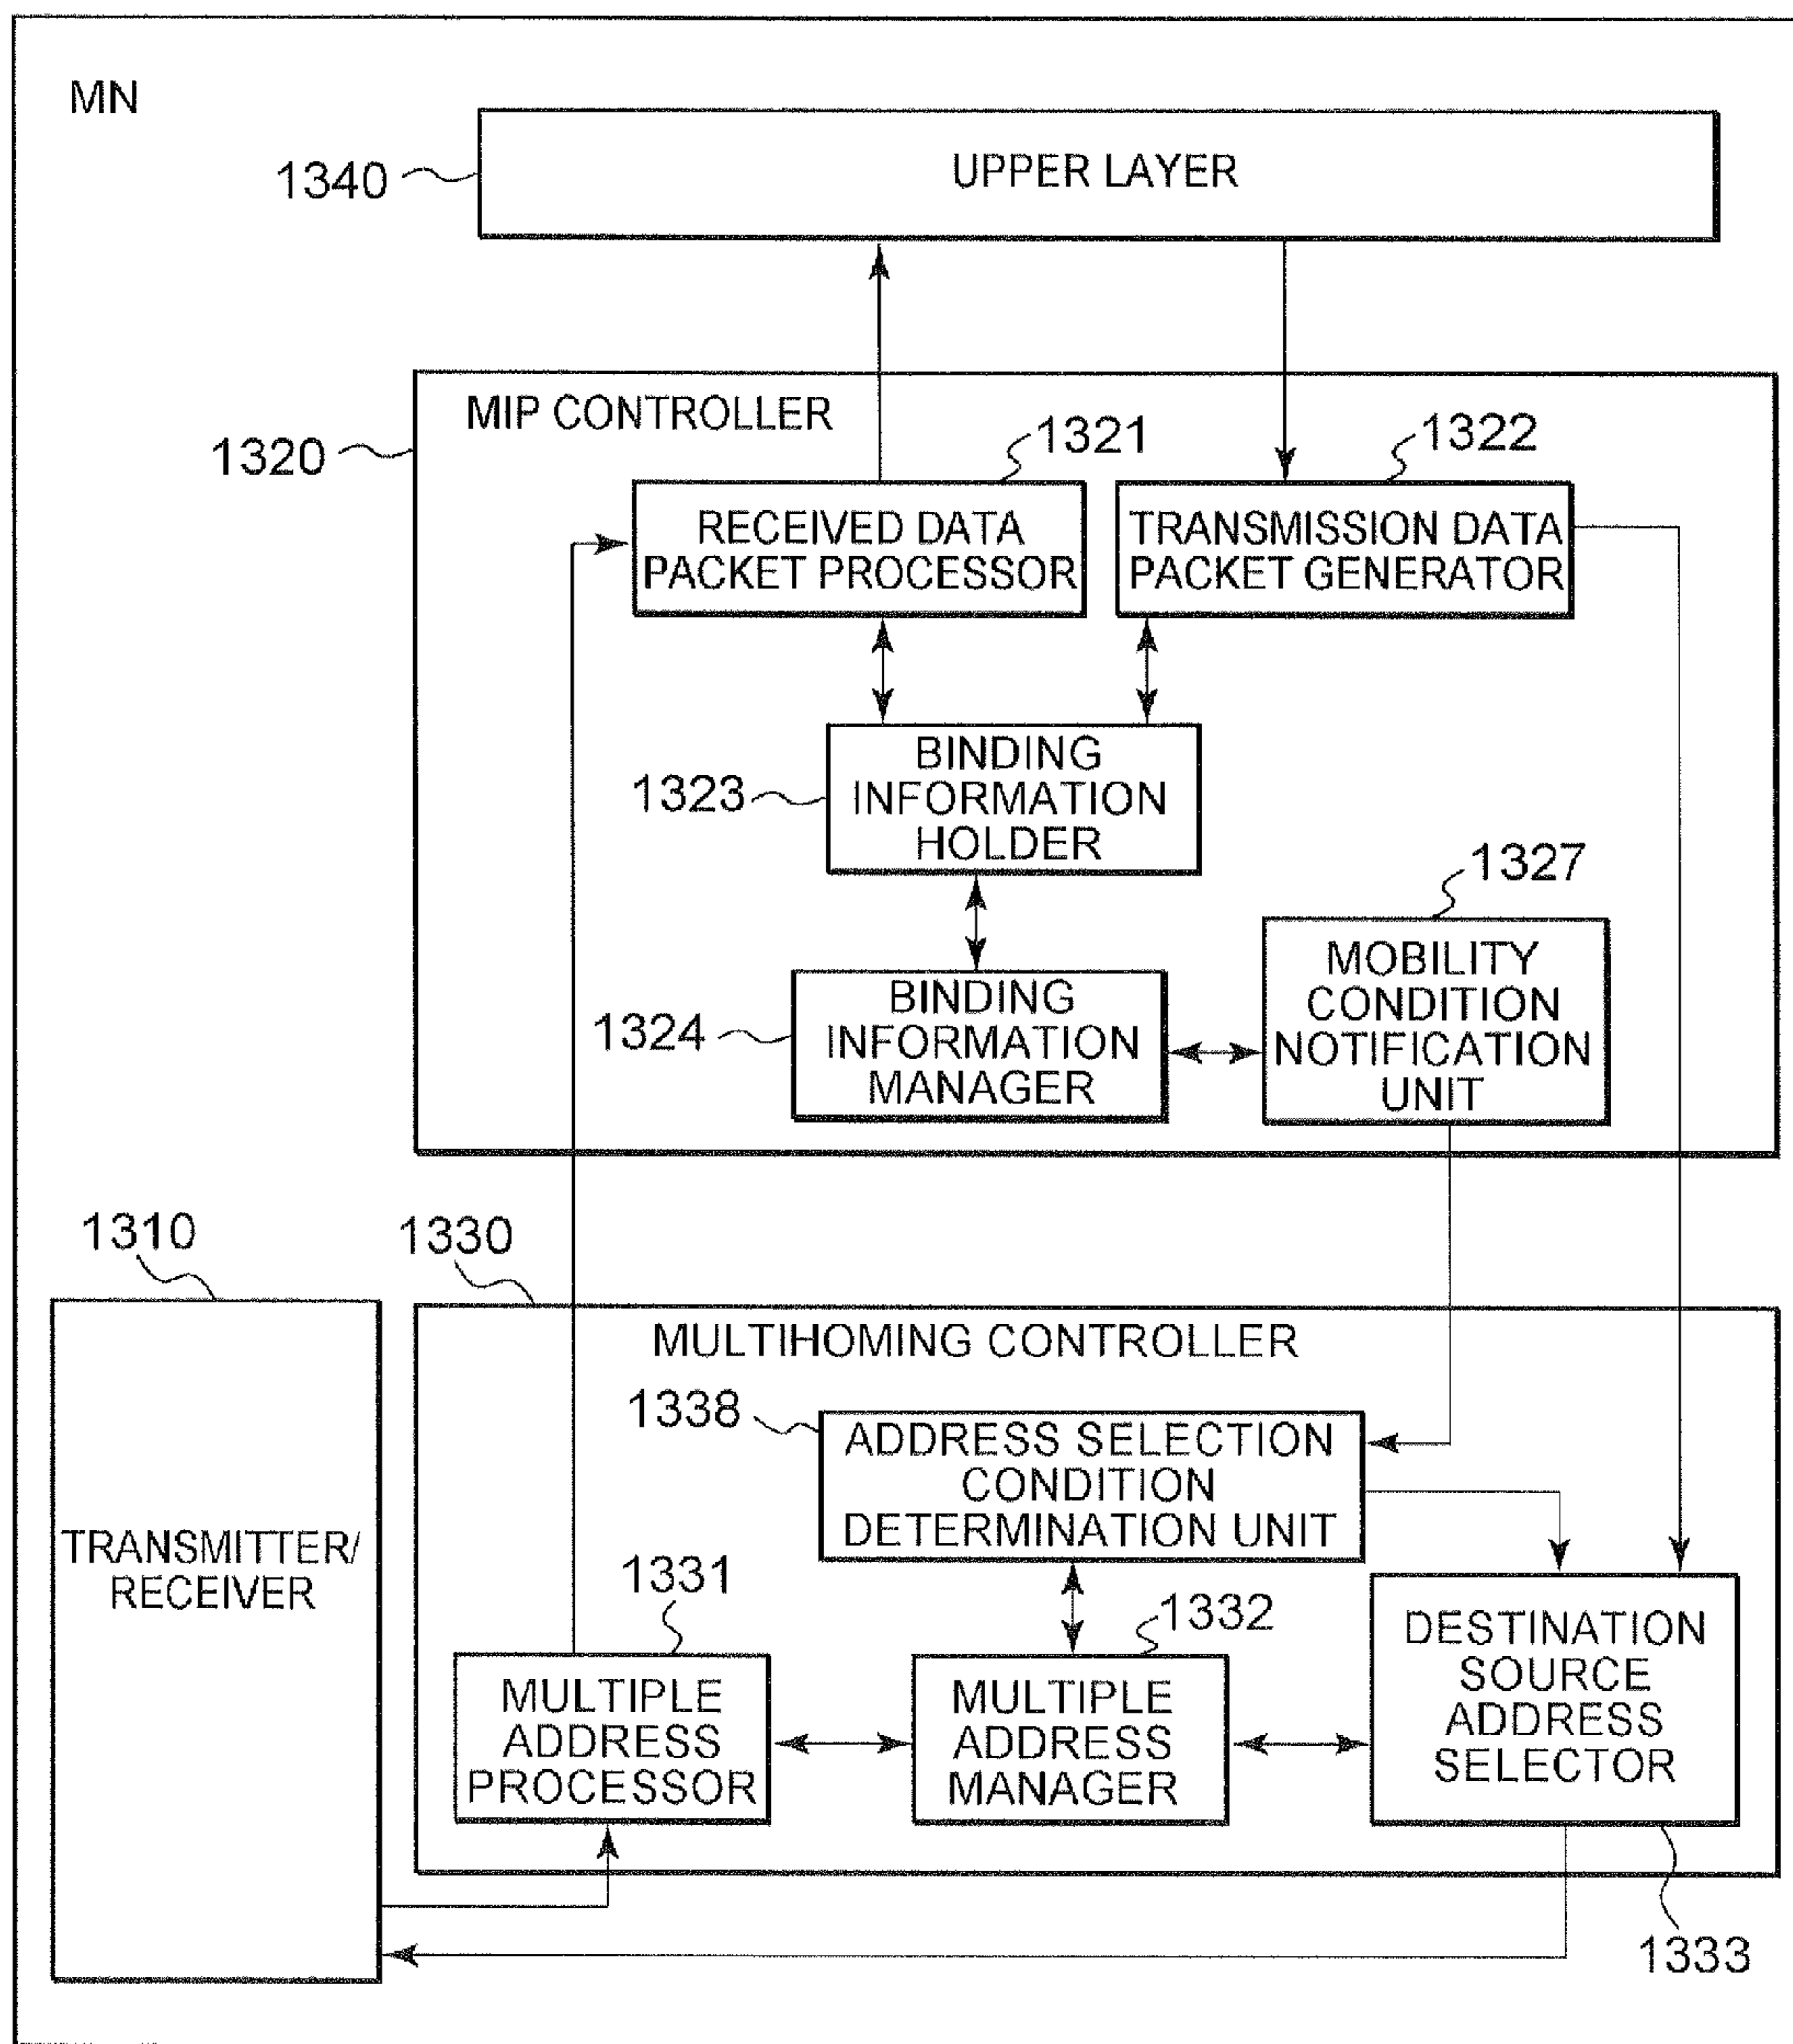 MN
UPPER LAYER
1340
MIP CONTROLLER
1320
1321
1322
RECEIVED DATA
PACKET PROCESSOR
TRANSMISSION DATA
PACKET GENERATOR
1323
BINDING
INFORMATION
HOLDER
1327
1324
BINDING
INFORMATION
MANAGER
MOBILITY
CONDITION
NOTIFICATION
UNIT
1310
1330
TRANSMITTER/
RECEIVER
MULTIHOMING CONTROLLER
1338
ADDRESS SELECTION
CONDITION
DETERMINATION UNIT
1331
1332
MULTIPLE
ADDRESS
PROCESSOR
MULTIPLE
ADDRESS
MANAGER
DESTINATION
SOURCE
ADDRESS
SELECTOR
1333